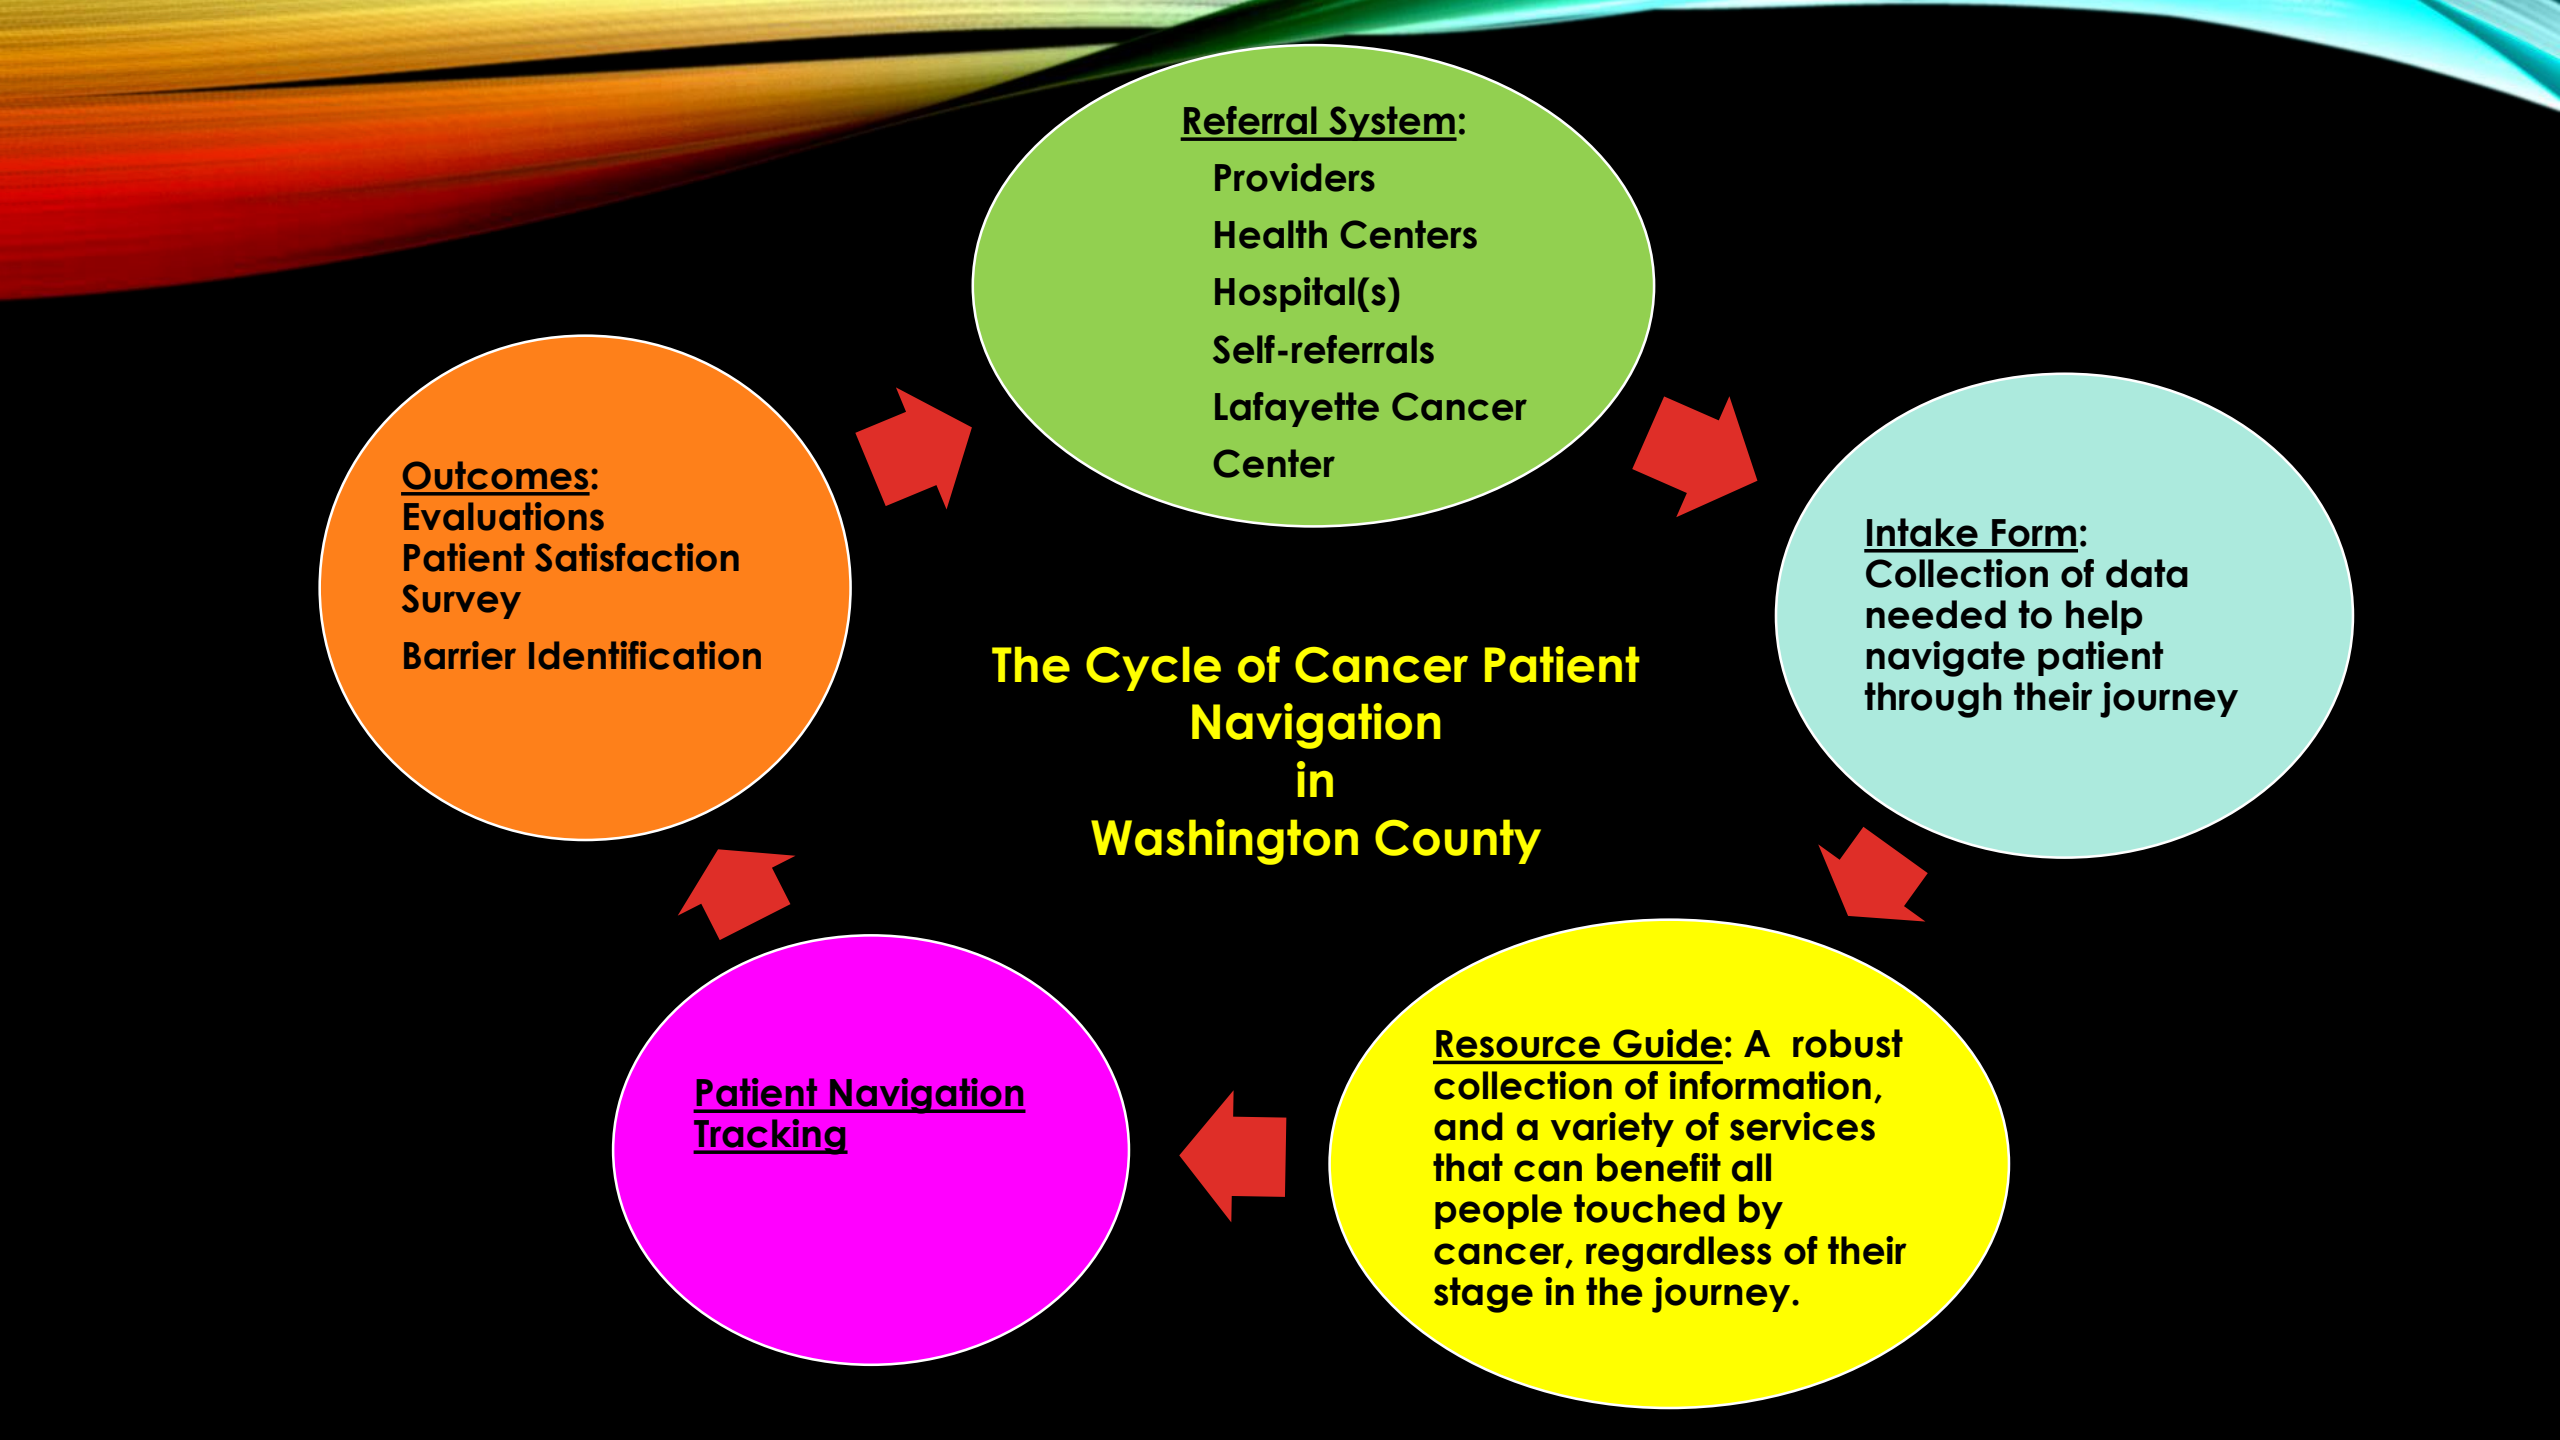 Referral System:
Providers
Health Centers
Hospital(s)
Self-referrals
Lafayette Cancer
Center
Intake Form:
Collection of data
needed to help
navigate patient
through their journey
Resource Guide: A  robust
collection of information,
and a variety of services
that can benefit all
people touched by
cancer, regardless of their
stage in the journey.
Patient Navigation
Tracking
Outcomes:
Evaluations
Patient Satisfaction
Survey
Barrier Identification
The Cycle of Cancer Patient
Navigation
in
Washington County